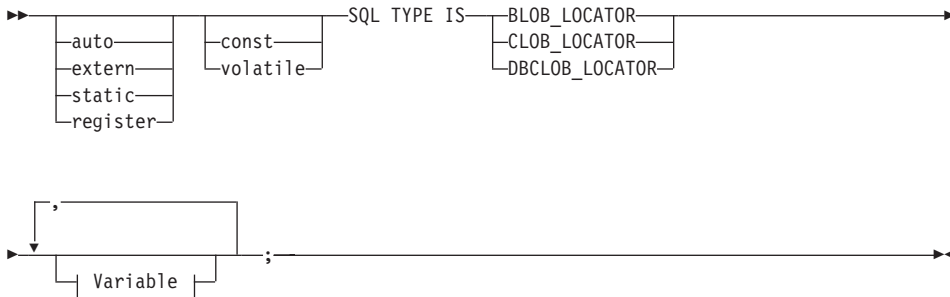 SQL TYPE IS BLOB_LOCATOR
auto const CLOB_LOCATOR
extern volatile DBCLOB_LOCATOR
static
register
,
Variable ;